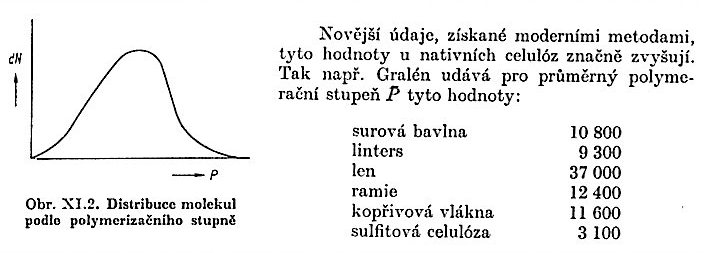 dN
P
Obr. XI.2. Distribuce molekul
podle polymerizačního stupně
Novější údaje, získané moderními metodami,
tyto hodnoty u nativních celulóz značně zvyšují.
Tak např. Gralén udává pro průměrný polyme-
rační stupeň P̄ tyto hodnoty:
surová bavlna 10 800
linters 9 300
len 37 000
ramie 12 400
kopřivová vlákna 11 600
sulfitová celulóza 3 100